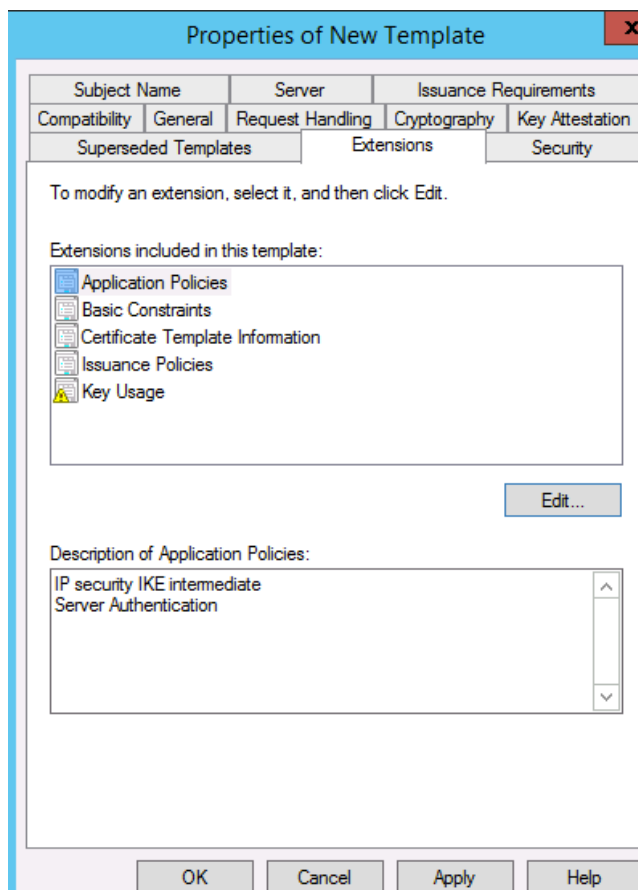 Properties of New Template
x
Subject Name Server Issuance Requirements
Compatibility General Request Handling Cryptography Key Attestation
Superseded Templates Extensions Security
To modify an extension, select it, and then click Edit.
Extensions included in this template:
Application Policies
Basic Constraints
Certificate Template Information
Issuance Policies
Key Usage
Edit...
Description of Application Policies:
IP security IKE intermediate
Server Authentication
OK Cancel Apply Help